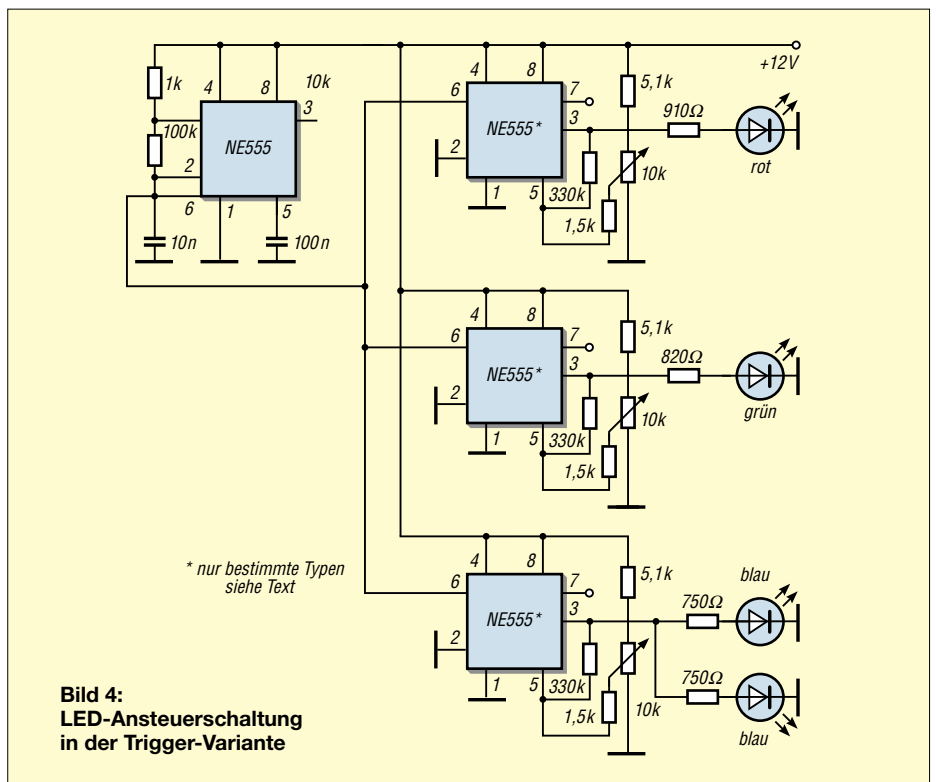 1k
4
8
10k
3
100k
NE555
2
6
1
5
10n
100n
+12V
4
8
5,1k
6
7
3
910Ω
NE555*
2
rot
10k
1
5
330k
1,5k
4
8
5,1k
6
7
3
820Ω
NE555*
2
grün
10k
1
5
330k
1,5k
* nur bestimmte Typen
siehe Text
4
8
5,1k
blau
6
7
3
750Ω
NE555*
2
750Ω
1
5
330k
10k
1,5k
blau
Bild 4:
LED-Ansteuerschaltung
in der Trigger-Variante